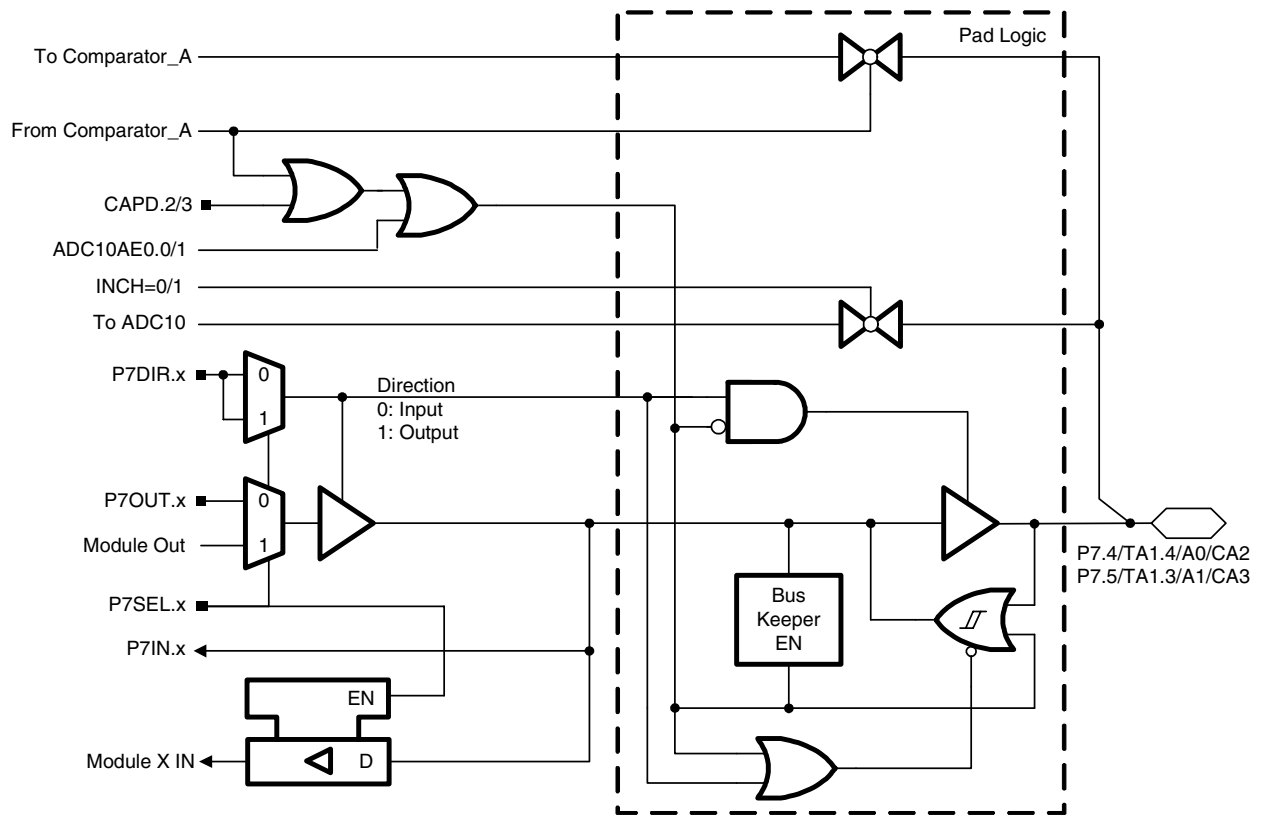 Pad Logic
To Comparator_A
From Comparator_A
CAPD.2/3
ADC10AE0.0/1
INCH=0/1
To ADC10
P7DIR.x
0
1
Direction
0: Input
1: Output
P7OUT.x
0
Module Out
1
P7SEL.x
P7IN.x
EN
Module X IN
D
Bus
Keeper
EN
P7.4/TA1.4/A0/CA2
P7.5/TA1.3/A1/CA3